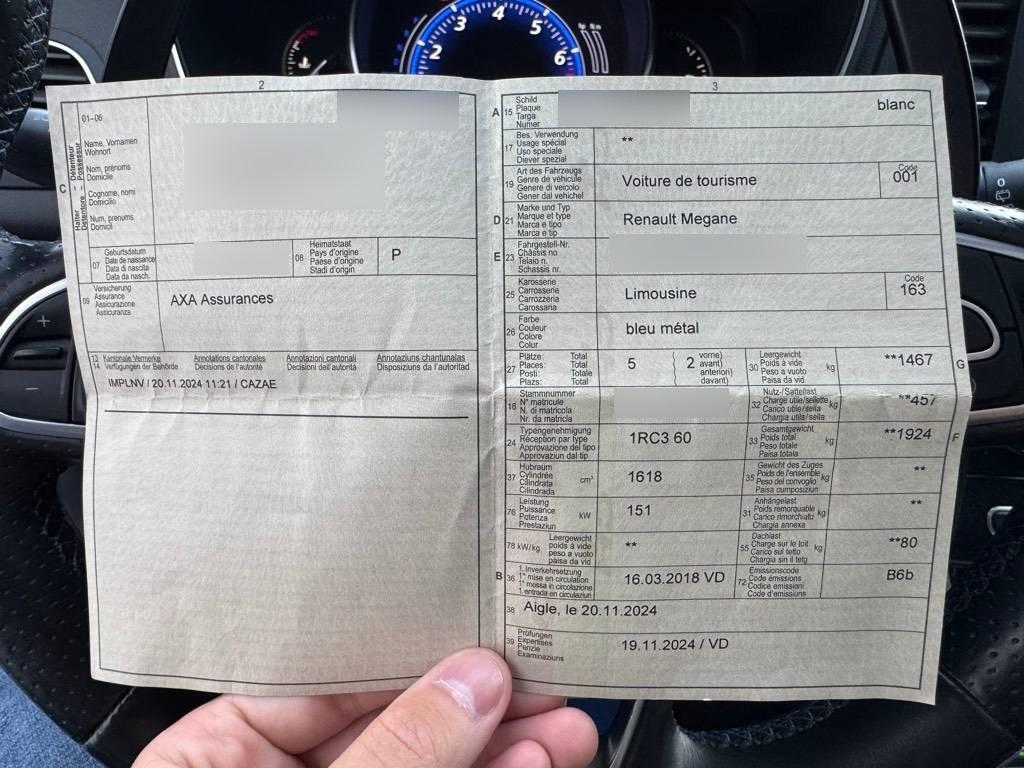 2
3
4
5
6
0
2
01–06
C
Halter – Détenteur
Detentore – Possessur
Name, Vornamen
Wohnort
Nom, prénoms
Domicile
Cognome, nomi
Domicilio
Num, prenums
Domicil
07
Geburtsdatum
Date de naissance
Data di nascita
Data da nasch.
08
Heimatstaat
Pays d'origine
Paese d'origine
Stadi d'origin
P
09
Versicherung
Assurance
Assicurazione
Assicuranza
AXA Assurances
13
14
Kantonale Vermerke
Verfügungen der Behörde
Annotations cantonales
Décisions de l'autorité
Annotazioni cantonali
Decisioni dell'autorità
Annotaziuns chantunalas
Disposiziuns da l'autoritad
IMPLNV / 20.11.2024 11:21 / CAZAE
3
A
15
Schild
Plaque
Targa
Numer
blanc
17
Bes. Verwendung
Usage spécial
Uso speciale
Diever spezial
**
19
Art des Fahrzeugs
Genre de véhicule
Genere di veicolo
Gener dal vehichel
Voiture de tourisme
Code
001
D
21
Marke und Typ
Marque et type
Marca e tipo
Marca e tip
Renault Megane
E
23
Fahrgestell-Nr.
Châssis no
Telaio n.
Schassis nr.
25
Karosserie
Carrosserie
Carrozzeria
Carossaria
Limousine
Code
163
26
Farbe
Couleur
Colore
Colur
bleu métal
27
Plätze: Total
Places: Total
Posti: Totale
Plazs: Total
5
2
vorne)
avant)
anteriori)
davant)
30
Leergewicht
Poids à vide
Peso a vuoto
Paisa da vid
kg
**1467
G
18
Stammnummer
N° matricule
N. di matricola
Nr. da matricla
32
Nutz-/Sattellast
Charge utile/sellette
Carico utile/sella
Chargia utila/sella
kg
**457
24
Typengenehmigung
Réception par type
Approvazione del tipo
Approvaziun dal tip
1RC3 60
33
Gesamtgewicht
Poids total
Peso totale
Paisa totala
kg
**1924
F
37
Hubraum
Cylindrée
Cilindrata
Cilindrada
cm³
1618
35
Gewicht des Zuges
Poids de l'ensemble
Peso del convoglio
Paisa cumposiziun
kg
**
76
Leistung
Puissance
Potenza
Prestaziun
kW
151
31
Anhängelast
Poids remorquable
Carico rimorchiato
Chargia annexa
kg
**
78 kW/kg
Leergewicht
poids à vide
peso a vuoto
paisa da vid
**
55
Dachlast
Charge sur le toit
Carico sul tetto
Chargia sin il tetg
kg
**80
B
36
1. Inverkehrsetzung
1re mise en circulation
1a messa in circolazione
1. entrada en circulaziun
16.03.2018 VD
72
Emissionscode
Code émissions
Codice emissioni
Code d'emissiuns
B6b
38
Aigle, le 20.11.2024
39
Prüfungen
Expertises
Perizie
Examinaziuns
19.11.2024 / VD